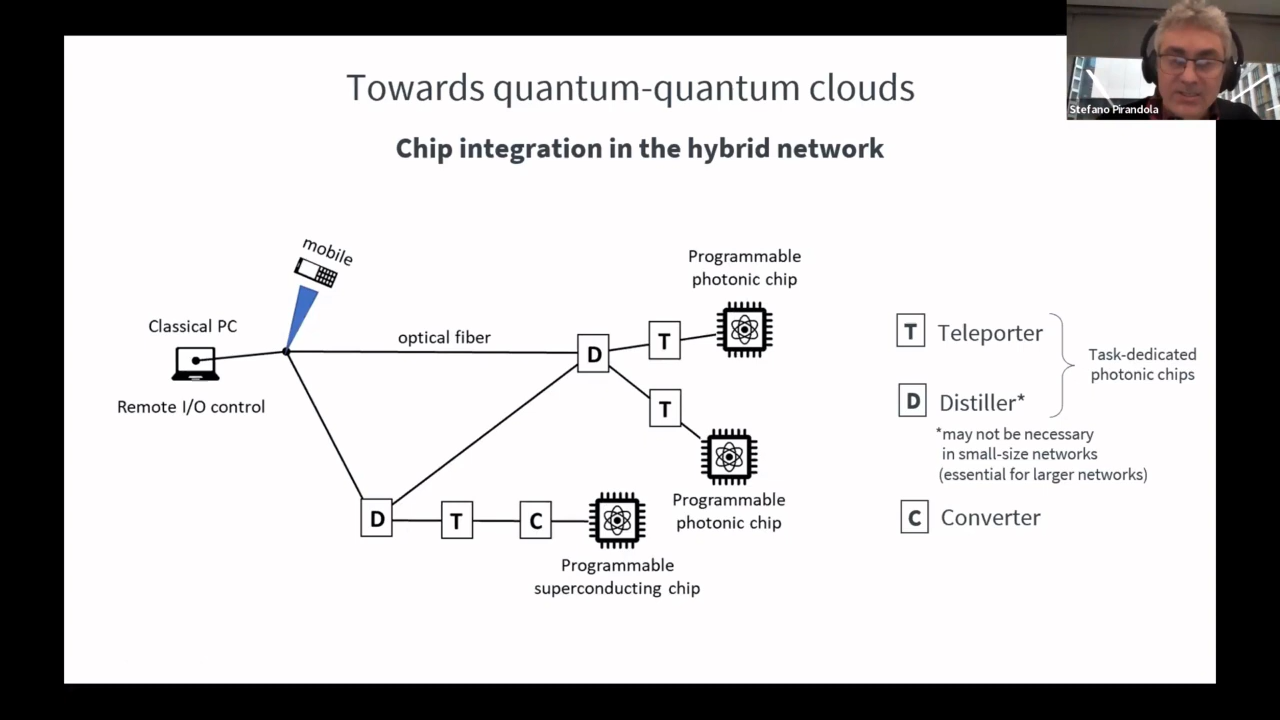 Stefano Pirandola
Towards quantum-quantum clouds
Chip integration in the hybrid network
mobile
Classical PC
Remote I/O control
optical fiber
D
T
Programmable
photonic chip
T
Programmable
photonic chip
D
T
C
Programmable
superconducting chip
T Teleporter
D Distiller*
Task-dedicated
photonic chips
*may not be necessary
in small-size networks
(essential for larger networks)
C Converter